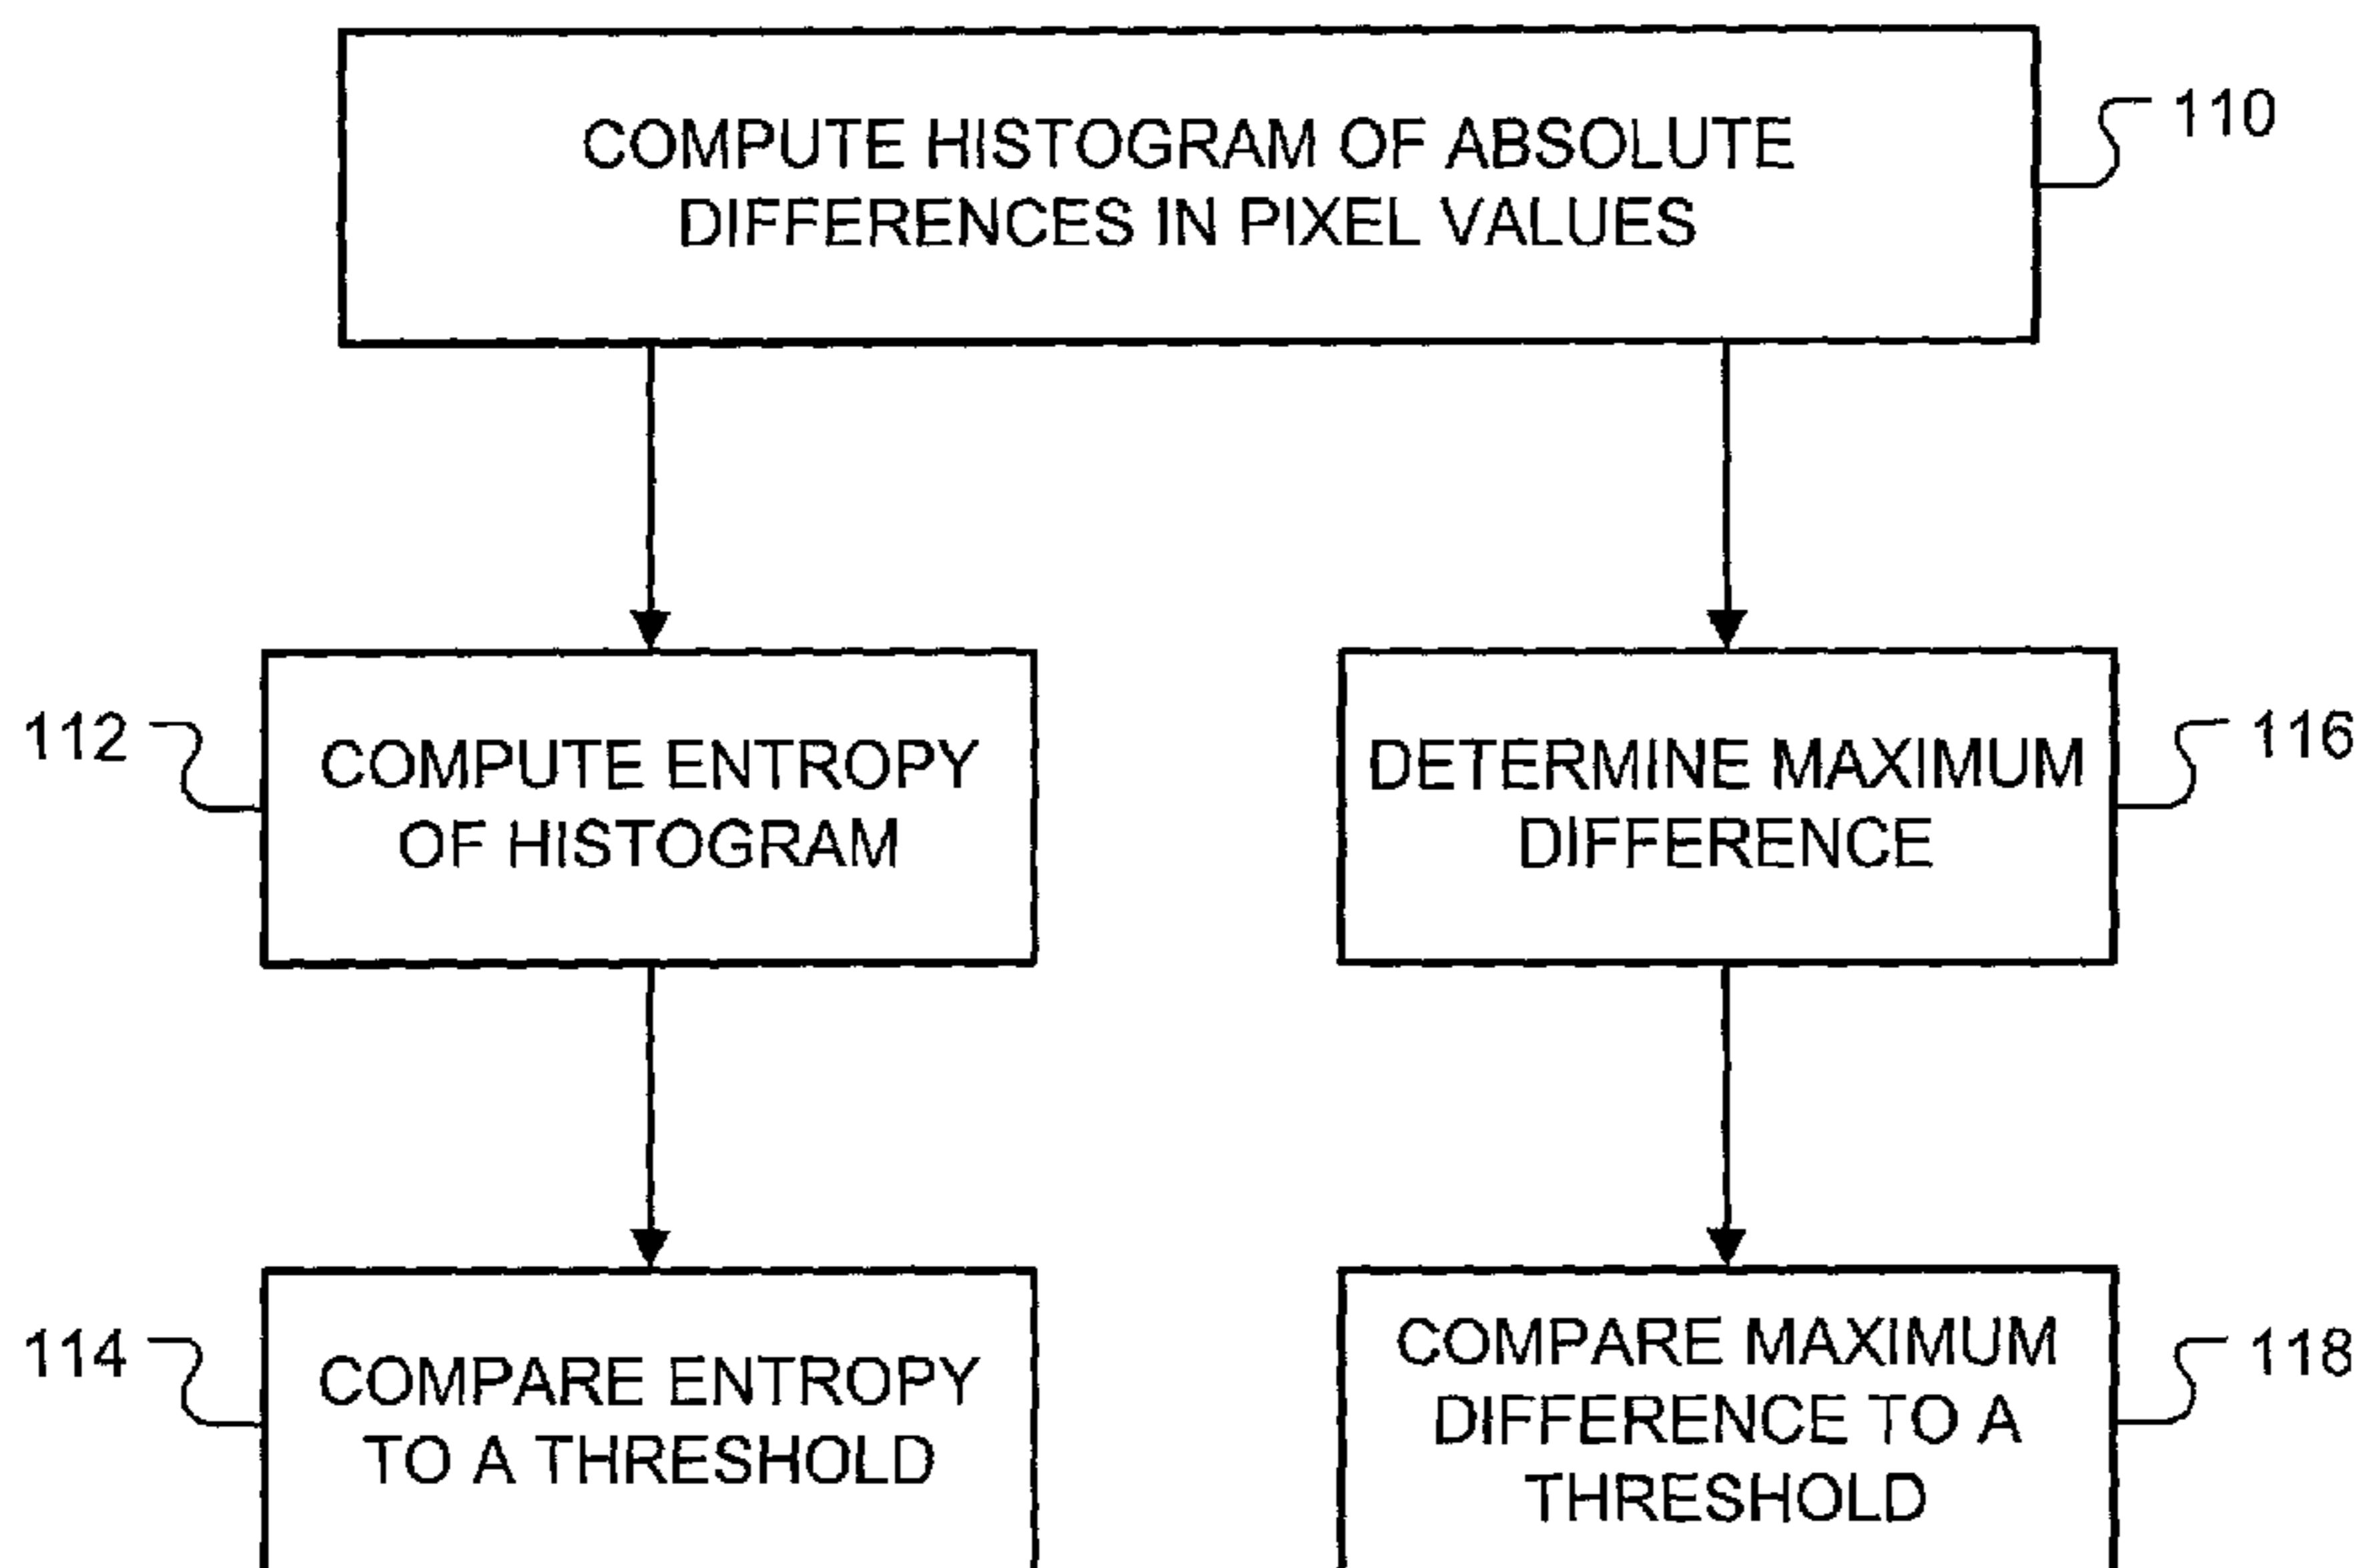 COMPUTE HISTOGRAM OF ABSOLUTE
DIFFERENCES IN PIXEL VALUES
110
112
COMPUTE ENTROPY
OF HISTOGRAM
DETERMINE MAXIMUM
DIFFERENCE
116
114
COMPARE ENTROPY
TO A THRESHOLD
COMPARE MAXIMUM
DIFFERENCE TO A
THRESHOLD
118